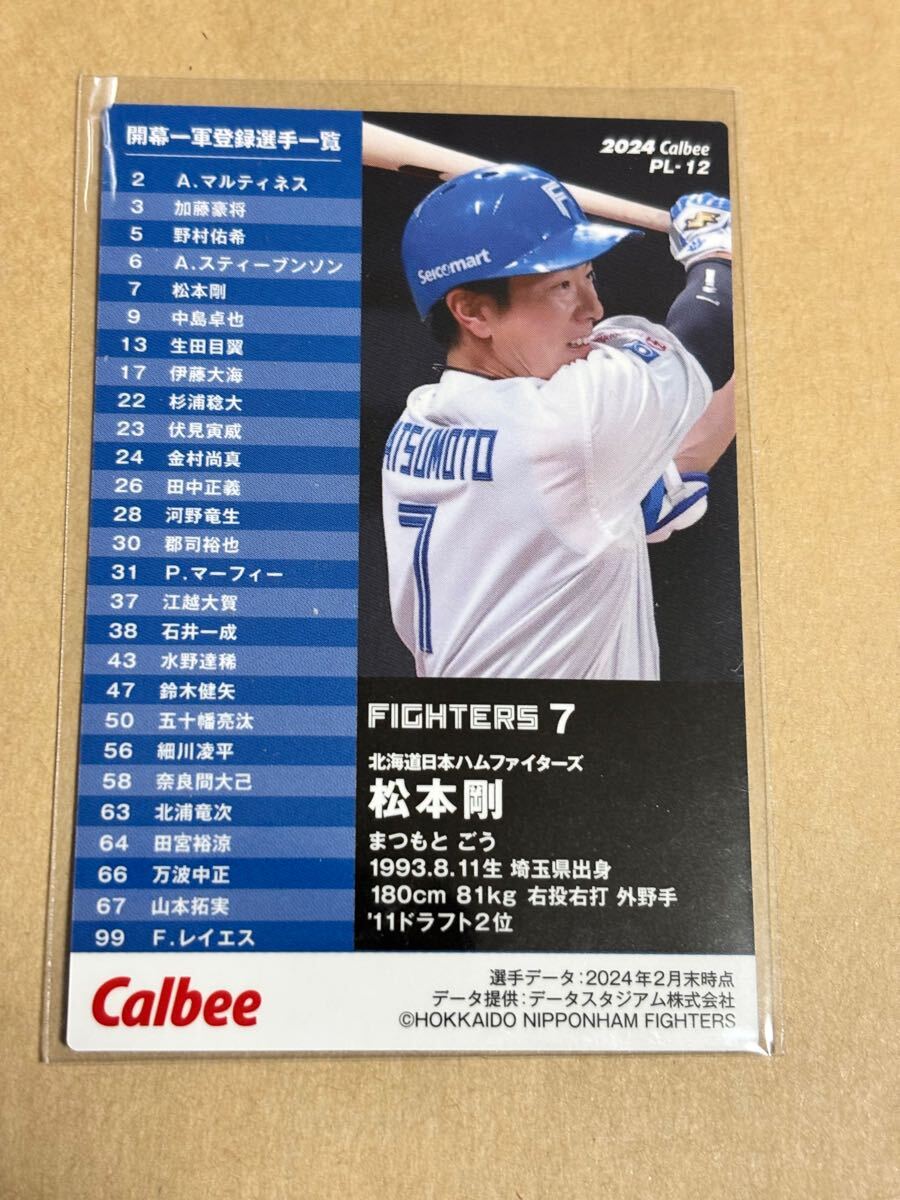 開幕一軍登録選手一覧
2 A.マルティネス
3 加藤豪将
5 野村佑希
6 A.スティーブンソン
7 松本剛
9 中島卓也
13 生田目翼
17 伊藤大海
22 杉浦稔大
23 伏見寅威
24 金村尚真
26 田中正義
28 河野竜生
30 郡司裕也
31 P.マーフィー
37 江越大賀
38 石井一成
43 水野達稀
47 鈴木健矢
50 五十幡亮汰
56 細川凌平
58 奈良間大己
63 北浦竜次
64 田宮裕涼
66 万波中正
67 山本拓実
99 F.レイエス
2024 Calbee
PL-12
Seicomart
ATSUMOTO
7
FIGHTERS 7
北海道日本ハムファイターズ
松本剛
まつもと ごう
1993.8.11生 埼玉県出身
180cm 81kg 右投右打 外野手
'11ドラフト2位
Calbee
選手データ:2024年2月末時点
データ提供:データスタジアム株式会社
©HOKKAIDO NIPPONHAM FIGHTERS